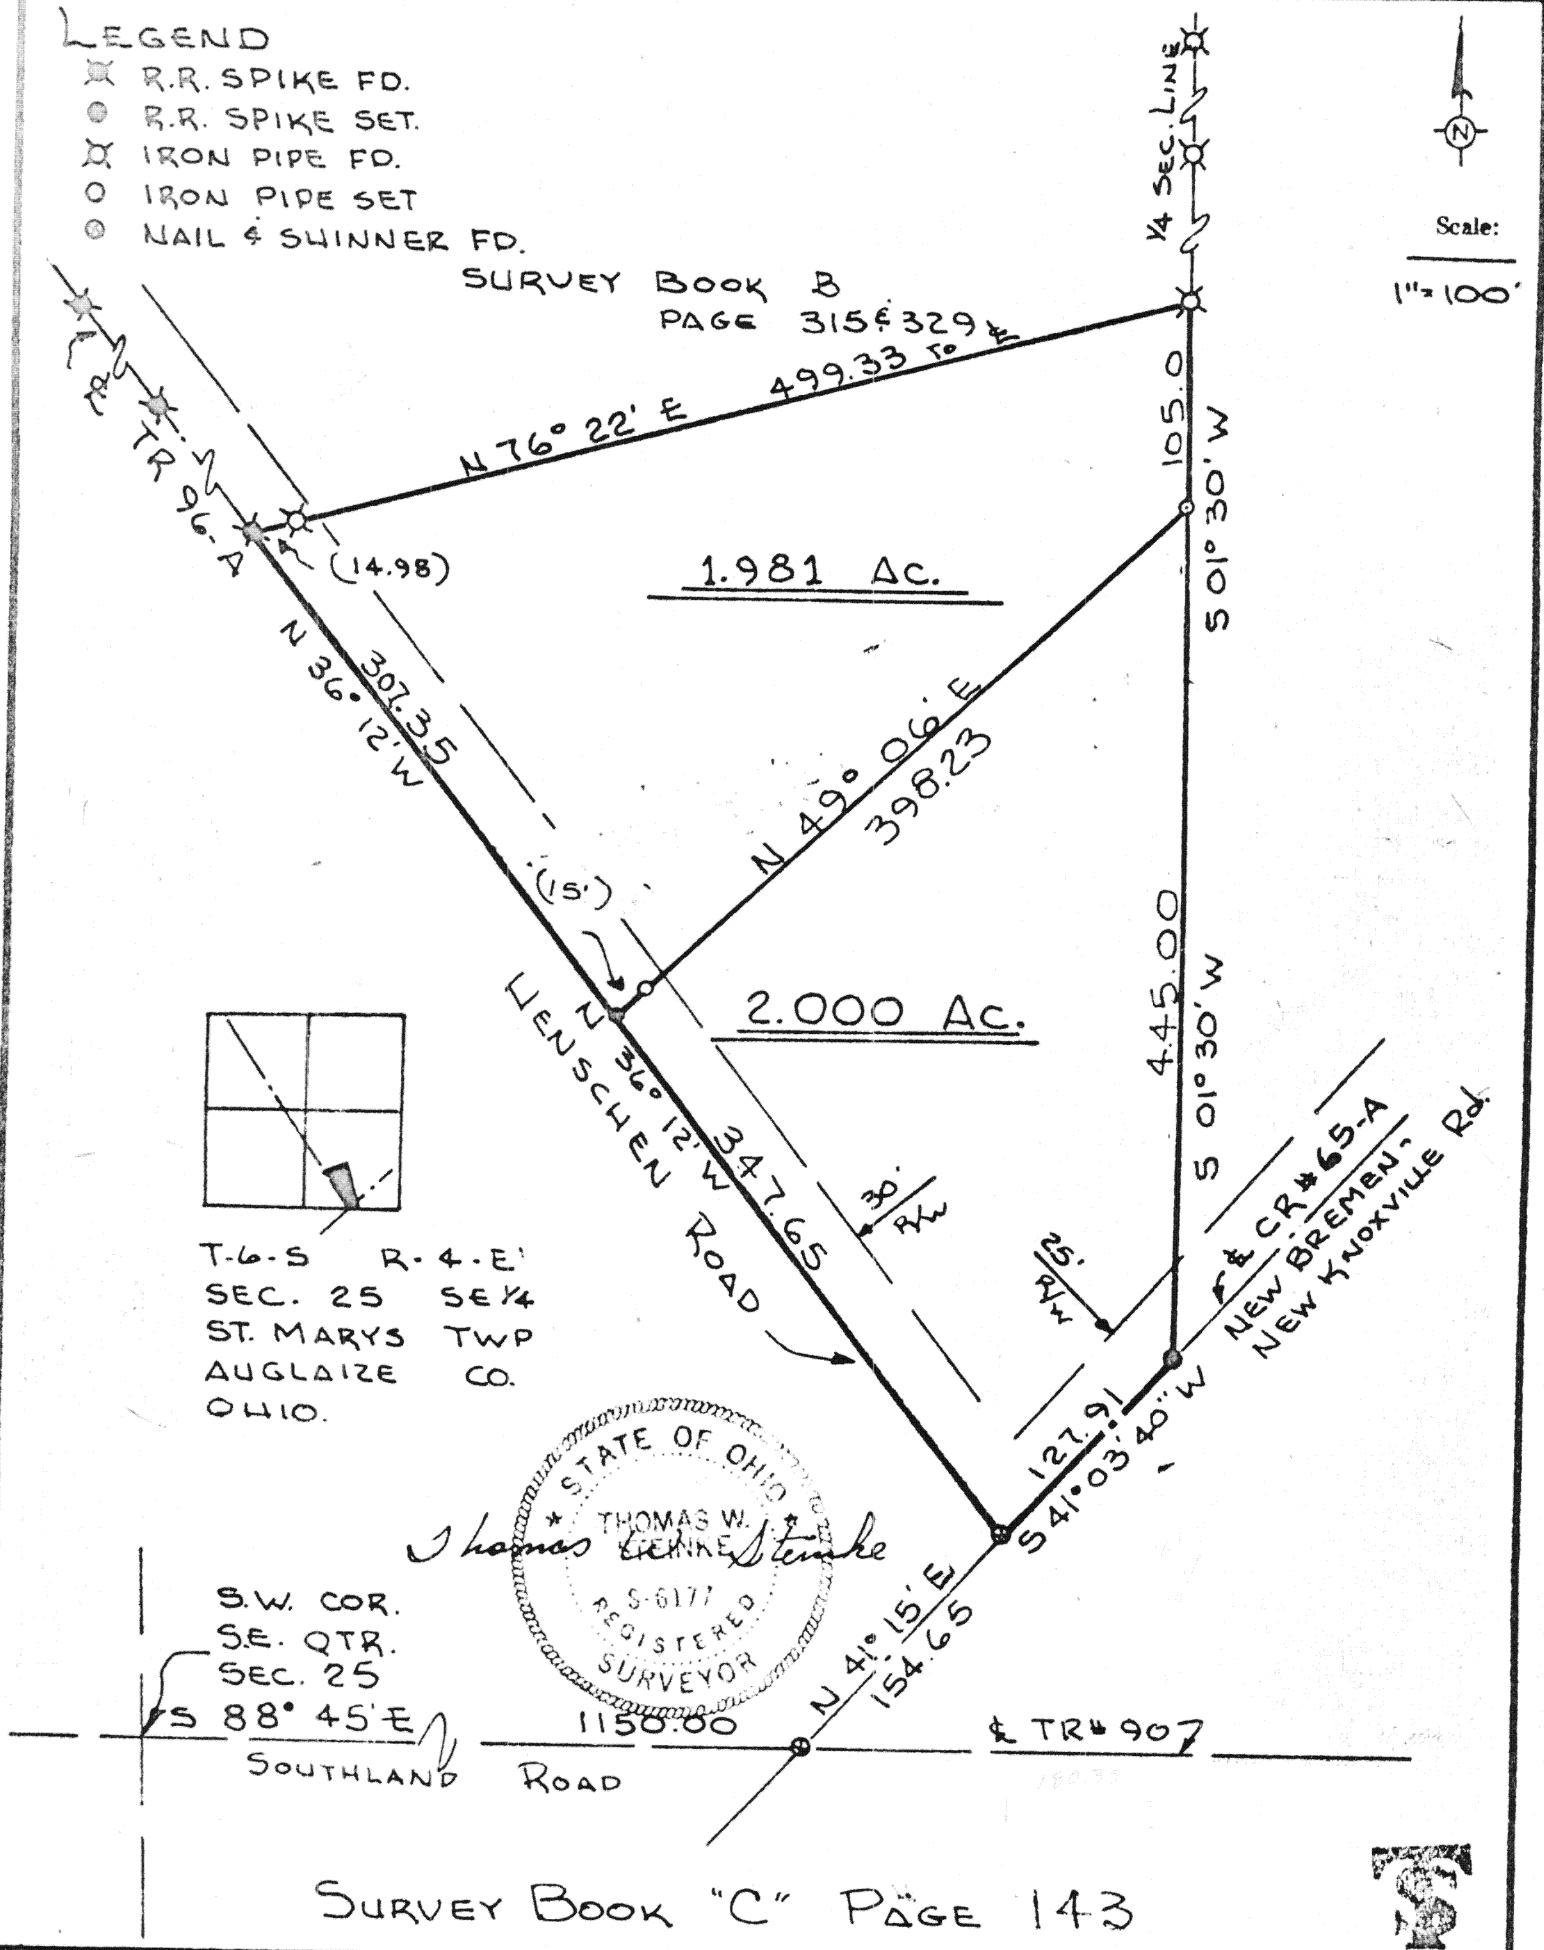 LEGEND
R.R. SPIKE FD.
R.R. SPIKE SET.
IRON PIPE FD.
IRON PIPE SET
NAIL & SHINNER FD.
SURVEY BOOK B
PAGE 315 & 329
1/4 SEC. LINE
N
Scale:
1"=100'
N 76° 22' E 499.33 TO ℄
105.0
S 01° 30' W
℄ TR 96-A
(14.98)
1.981 AC.
N 36° 12' W
307.35
N 49° 06' E
398.23
(15')
2.000 AC.
445.00
S 01° 30' W
HENSCHEN ROAD
N 36° 12' W
347.65
30'
R/W
25'
R/W
℄ CR # 65-A
NEW BREMEN-
NEW KNOXVILLE Rd.
T-6-S R-4-E
SEC. 25 SE 1/4
ST. MARYS TWP
AUGLAIZE CO.
OHIO.
127.91
S 41° 03' 40" W
STATE OF OHIO
THOMAS W.
STEINKE
S-6177
REGISTERED
SURVEYOR
Thomas W. Steinke
N 41° 15' E
154.65
S.W. COR.
S.E. QTR.
SEC. 25
S 88° 45' E 1150.00
℄ TR # 907
SOUTHLAND ROAD
SURVEY BOOK "C" PAGE 143
TS